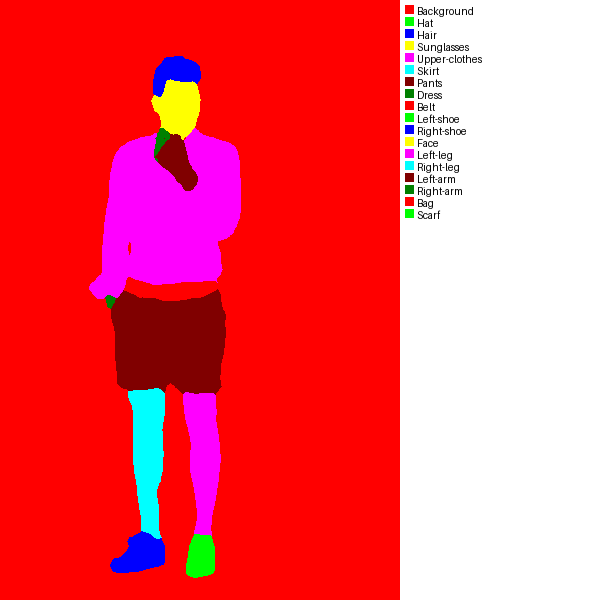 Background
Hat
Hair
Sunglasses
Upper-clothes
Skirt
Pants
Dress
Belt
Left-shoe
Right-shoe
Face
Left-leg
Right-leg
Left-arm
Right-arm
Bag
Scarf